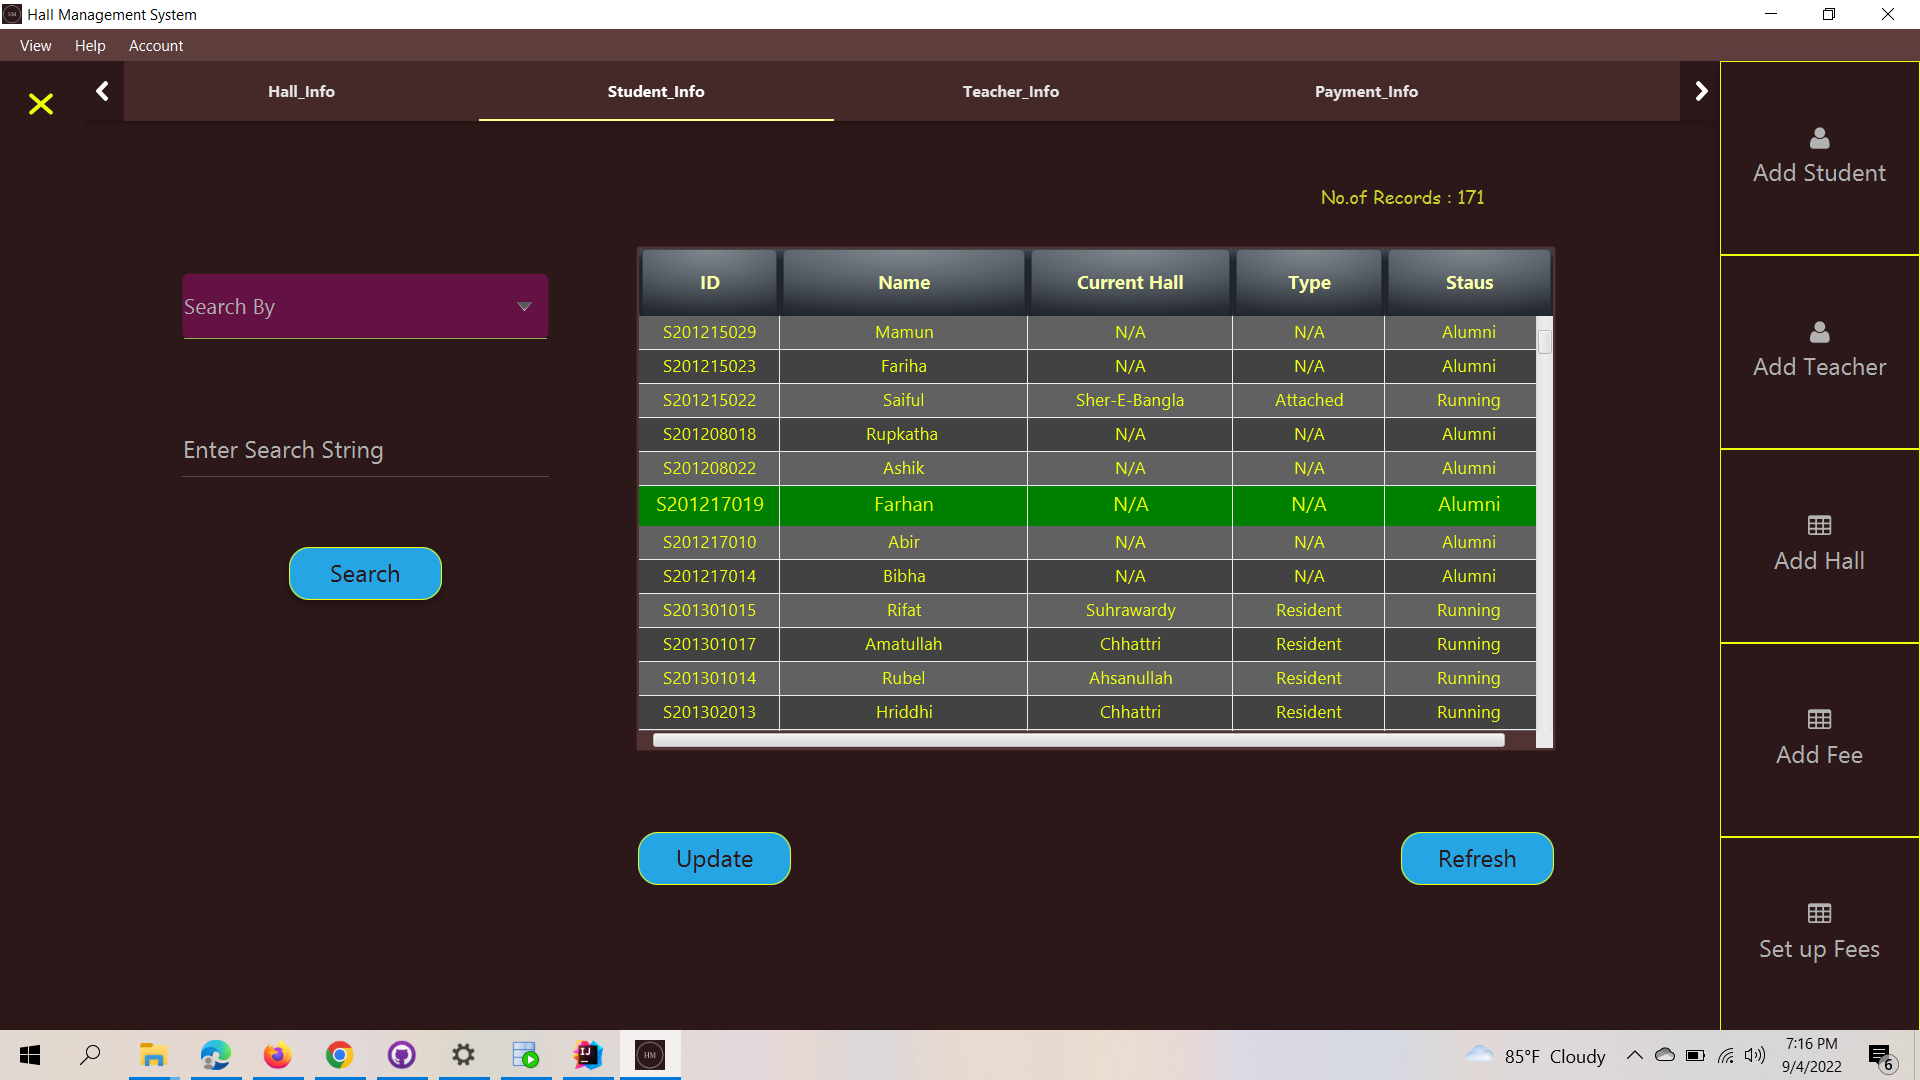 Hall Management System
View Help Account
Hall_Info Student_Info Teacher_Info Payment_Info
No.of Records : 171
Search By
Enter Search String
Search
ID Name Current Hall Type Staus
S201215029 Mamun N/A N/A Alumni
S201215023 Fariha N/A N/A Alumni
S201215022 Saiful Sher-E-Bangla Attached Running
S201208018 Rupkatha N/A N/A Alumni
S201208022 Ashik N/A N/A Alumni
S201217019 Farhan N/A N/A Alumni
S201217010 Abir N/A N/A Alumni
S201217014 Bibha N/A N/A Alumni
S201301015 Rifat Suhrawardy Resident Running
S201301017 Amatullah Chhattri Resident Running
S201301014 Rubel Ahsanullah Resident Running
S201302013 Hriddhi Chhattri Resident Running
Update Refresh
Add Student
Add Teacher
Add Hall
Add Fee
Set up Fees
IJ HM
85°F Cloudy
7:16 PM
9/4/2022
6